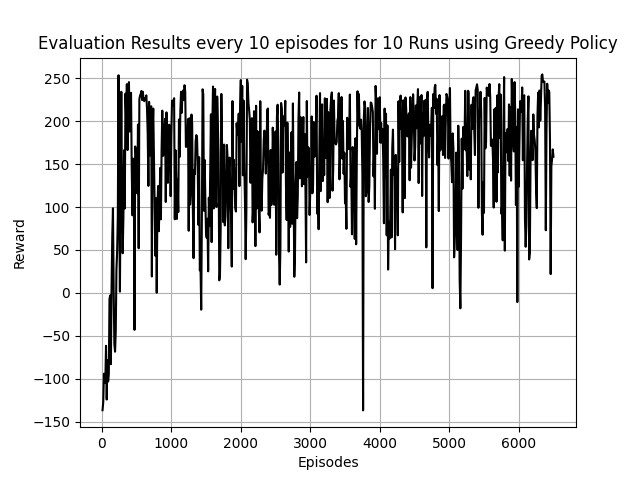 Evaluation Results every 10 episodes for 10 Runs using Greedy Policy
250
200
150
100
50
0
−50
−100
−150
Reward
0 1000 2000 3000 4000 5000 6000
Episodes